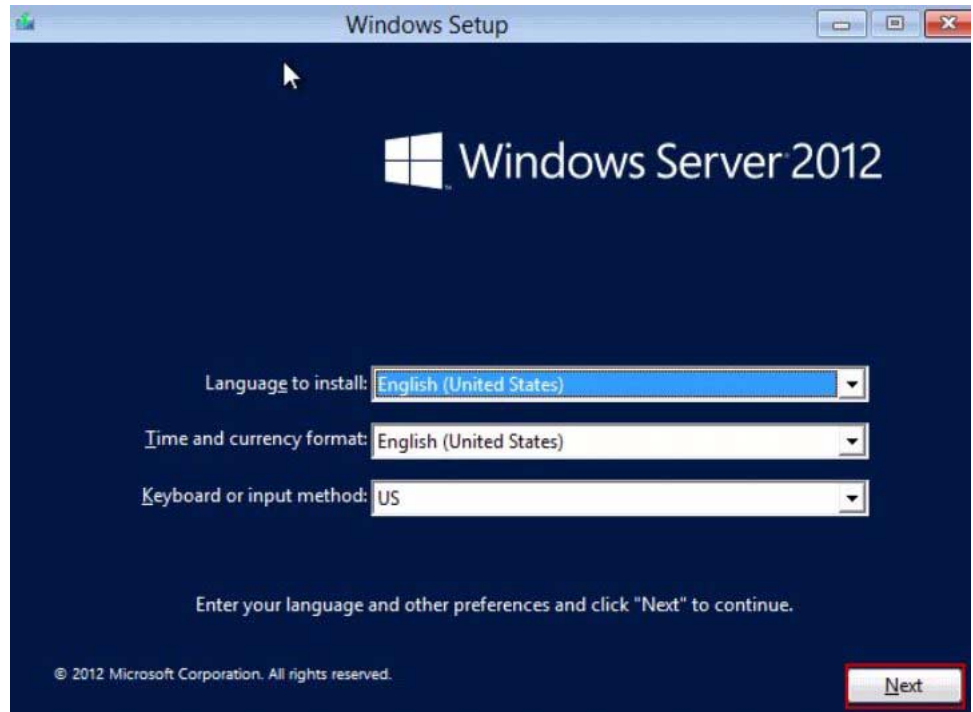 Windows Setup
Windows Server 2012
Language to install: English (United States)
Time and currency format: English (United States)
Keyboard or input method: US
Enter your language and other preferences and click "Next" to continue.
© 2012 Microsoft Corporation. All rights reserved.
Next